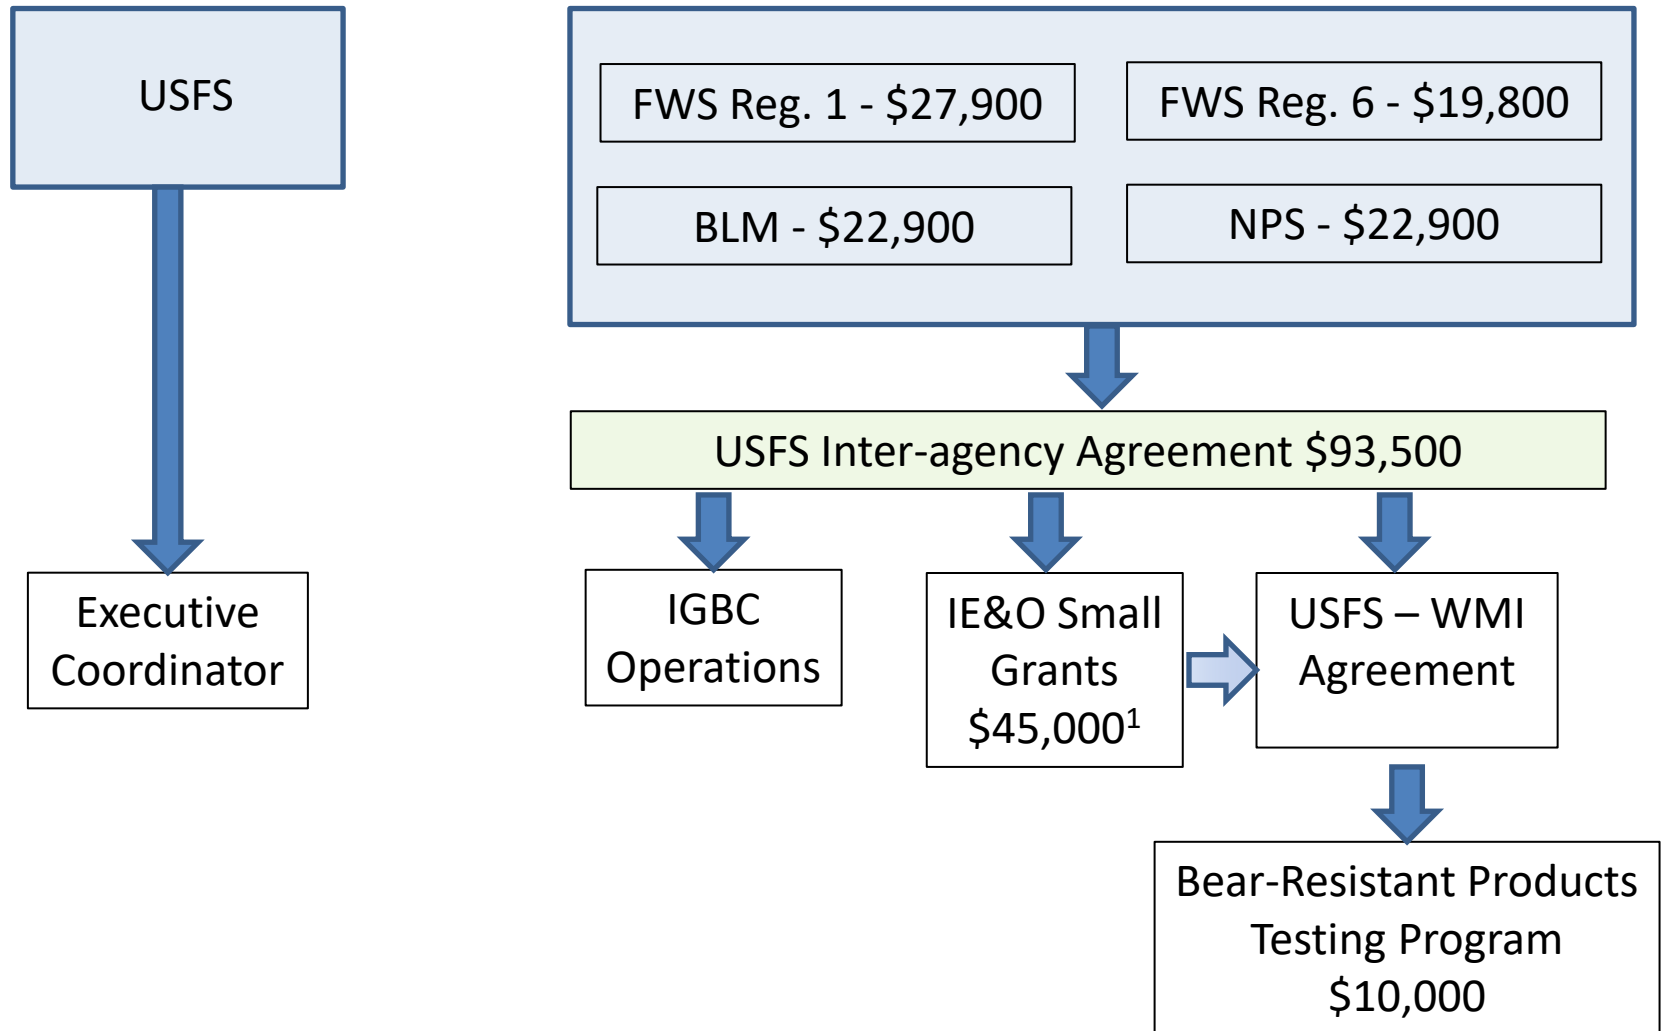 USFS
FWS Reg. 1 - $27,900
FWS Reg. 6 - $19,800
BLM - $22,900
NPS - $22,900
USFS Inter-agency Agreement $93,500
Executive
Coordinator
IGBC
Operations
IE&O Small
Grants
$45,000¹
USFS – WMI
Agreement
Bear-Resistant Products
Testing Program
$10,000